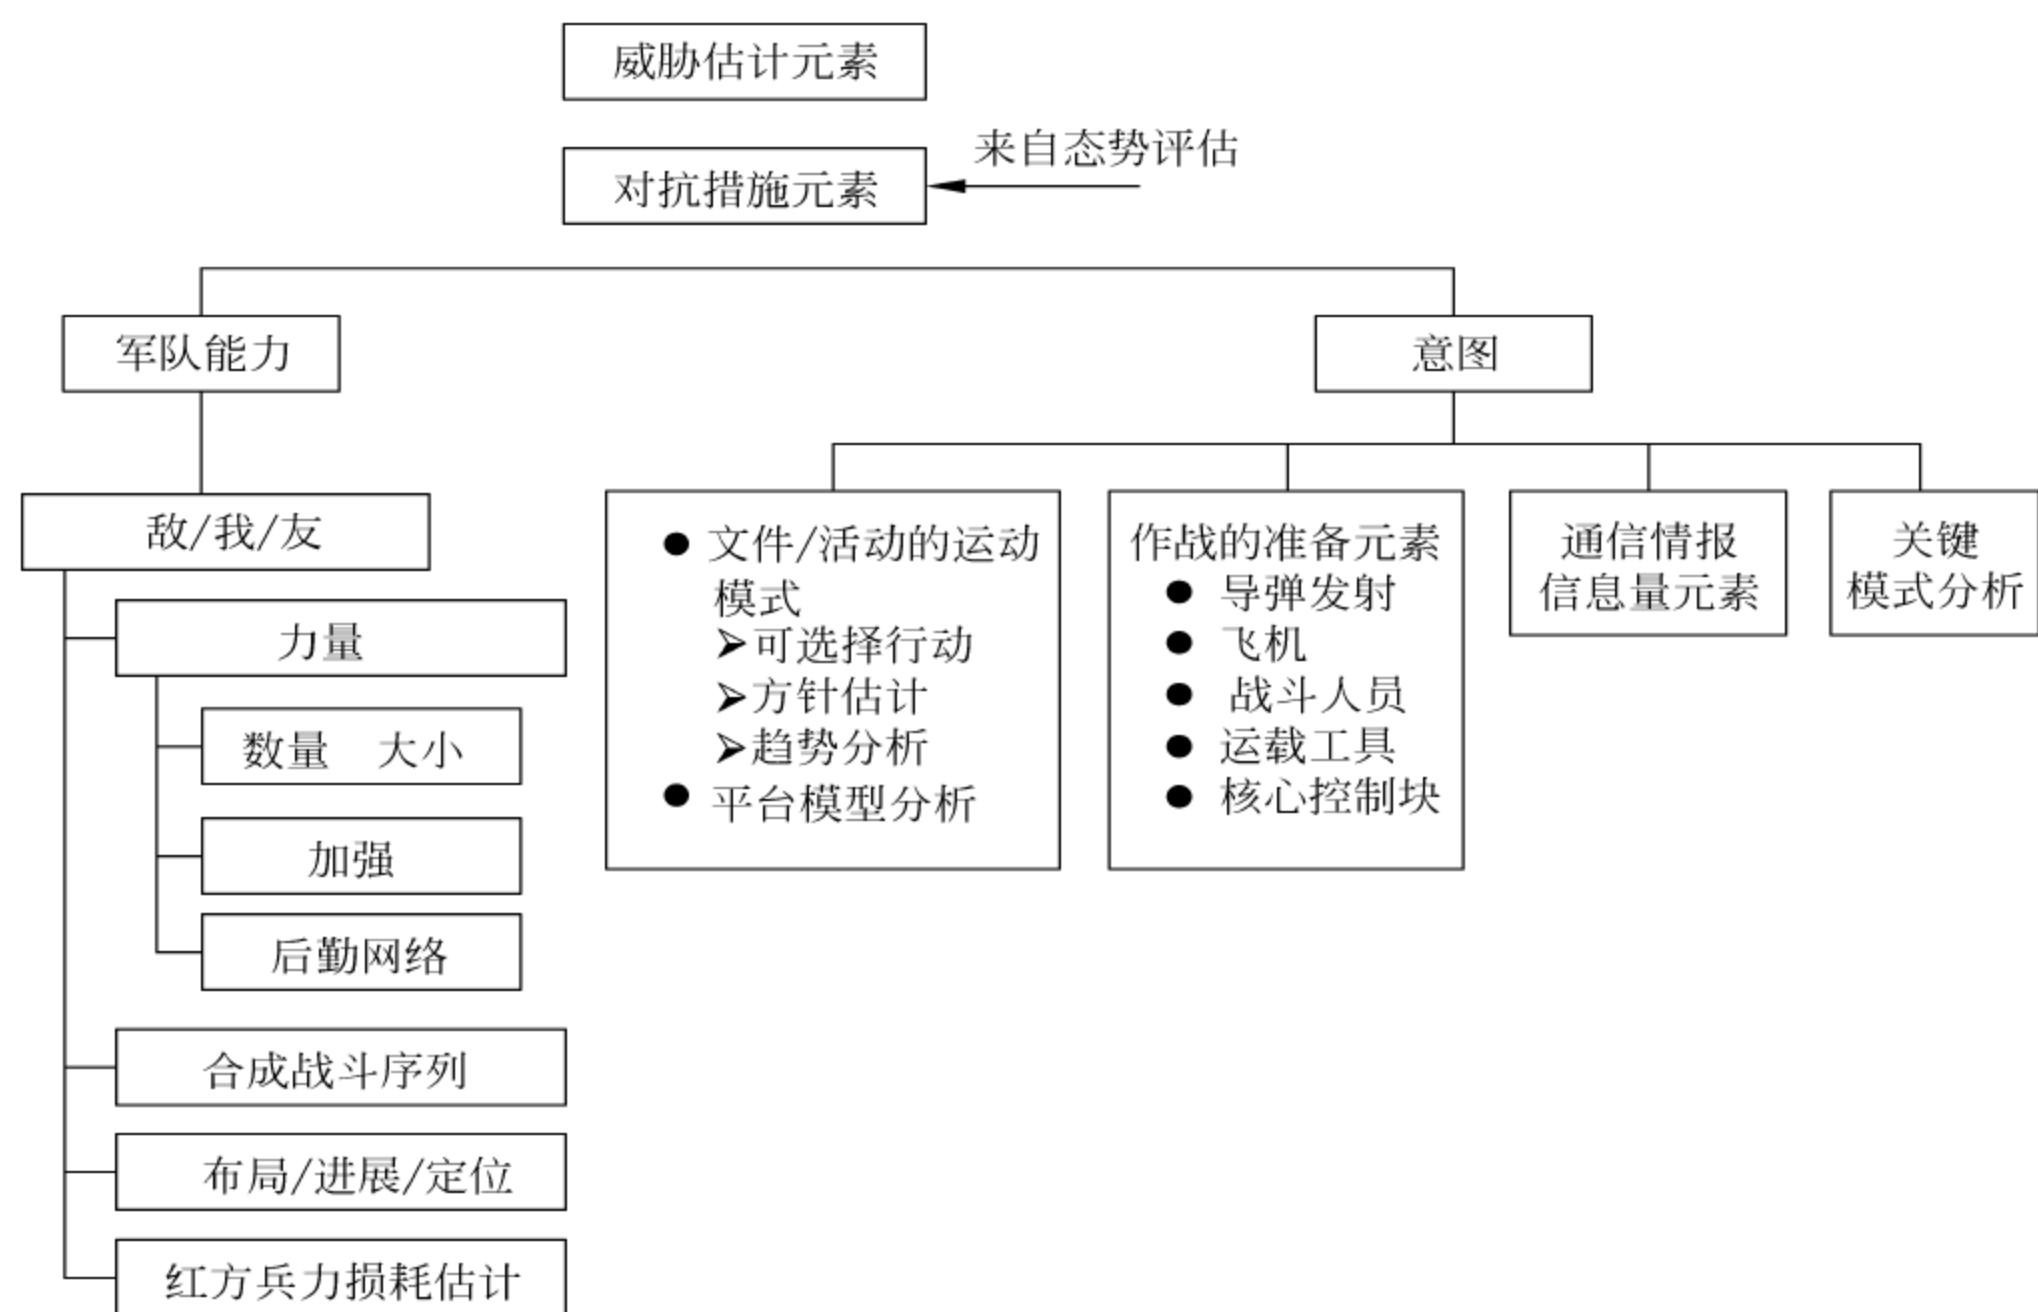 威胁估计元素
来自态势评估
对抗措施元素
军队能力
意图
敌/我/友
力量
数量 大小
加强
后勤网络
合成战斗序列
布局/进展/定位
红方兵力损耗估计
● 文件/活动的运动
模式
➢可选择行动
➢方针估计
➢趋势分析
● 平台模型分析
作战的准备元素
● 导弹发射
● 飞机
● 战斗人员
● 运载工具
● 核心控制块
通信情报
信息量元素
关键
模式分析